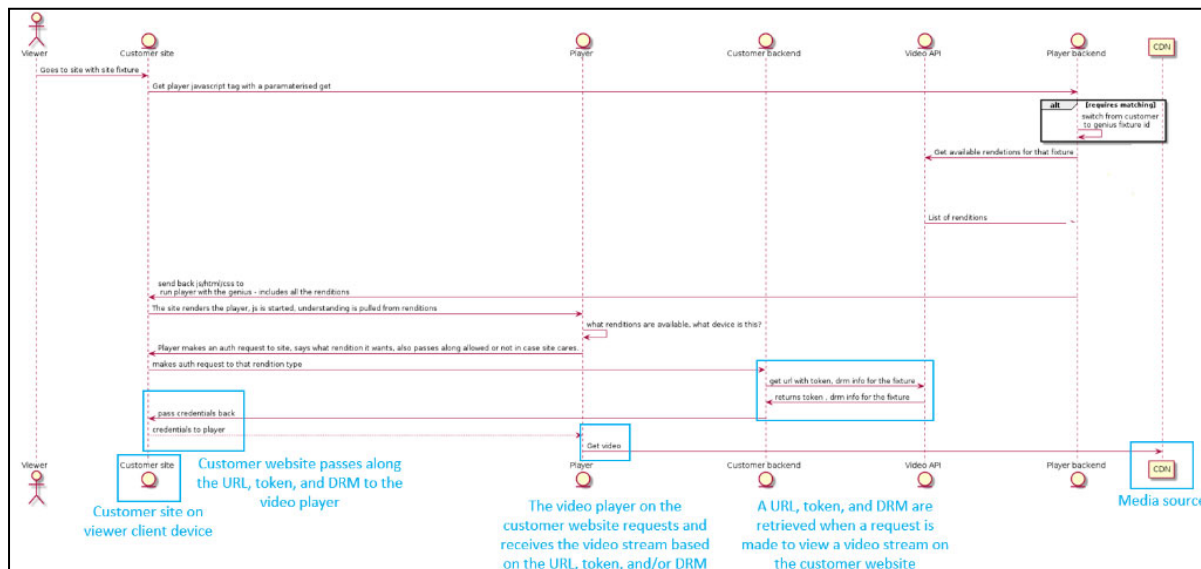 Viewer
Customer site
Player
Customer backend
Video API
Player backend
CDN
Goes to site with site fixture
Get player javascript tag with a paramaterised get
alt
[requires matching]
switch from customer
to genius fixture id
Get available rendetions for that fixture
List of renditions
send back js/html/css to
run player with the genius - includes all the renditions
The site renders the player, js is started, understanding is pulled from renditions
what renditions are available, what device is this?
Player makes an auth request to site, says what rendition it wants, also passes along allowed or not in case site cares.
makes auth request to that rendition type
get url with token, drm info for the fixture
returns token , drm info for the fixture
pass credentials back
credentials to player
Get video
Viewer
Customer site
Player
Customer backend
Video API
Player backend
CDN
Customer website passes along
the URL, token, and DRM to the
video player
Customer site on
viewer client device
The video player on the
customer website requests and
receives the video stream based
on the URL, token, and/or DRM
A URL, token, and DRM are
retrieved when a request is
made to view a video stream on
the customer website
Media source